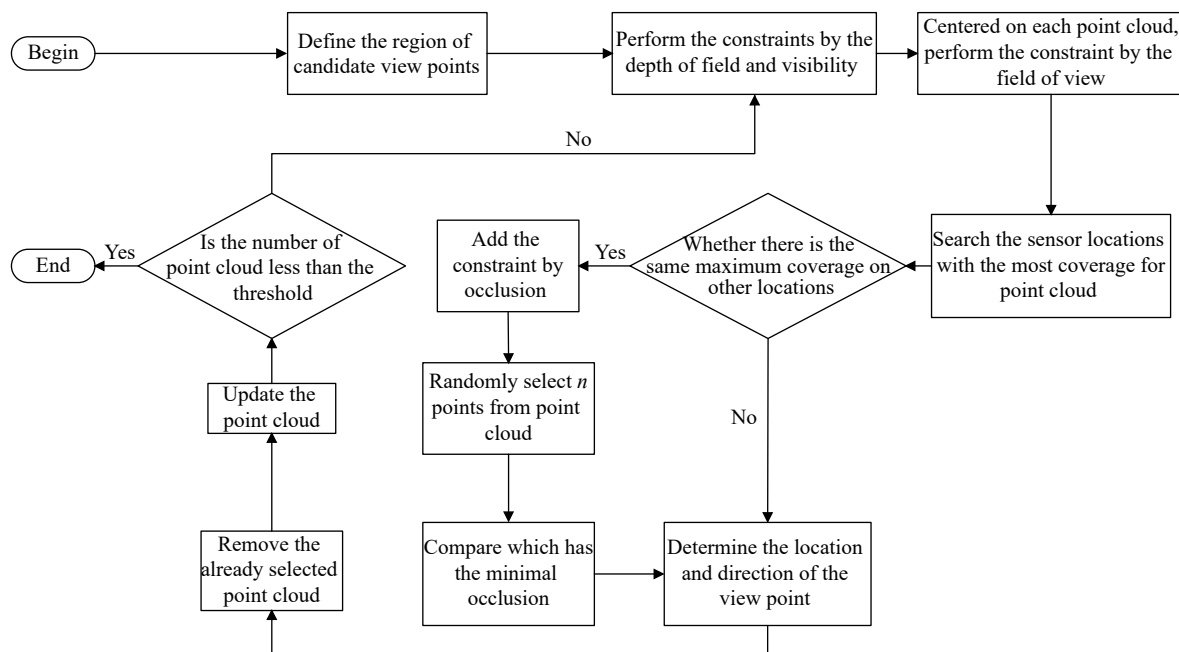 Begin
Define the region of
candidate view points
Perform the constraints by the
depth of field and visibility
Centered on each point cloud,
perform the constraint by the
field of view
No
Search the sensor locations
with the most coverage for
point cloud
Whether there is the
same maximum coverage on
other locations
Yes
Add the
constraint by
occlusion
Is the number of
point cloud less than the
threshold
Yes
End
Randomly select n
points from point
cloud
No
Update the
point cloud
Compare which has
the minimal
occlusion
Determine the location
and direction of the
view point
Remove the
already selected
point cloud